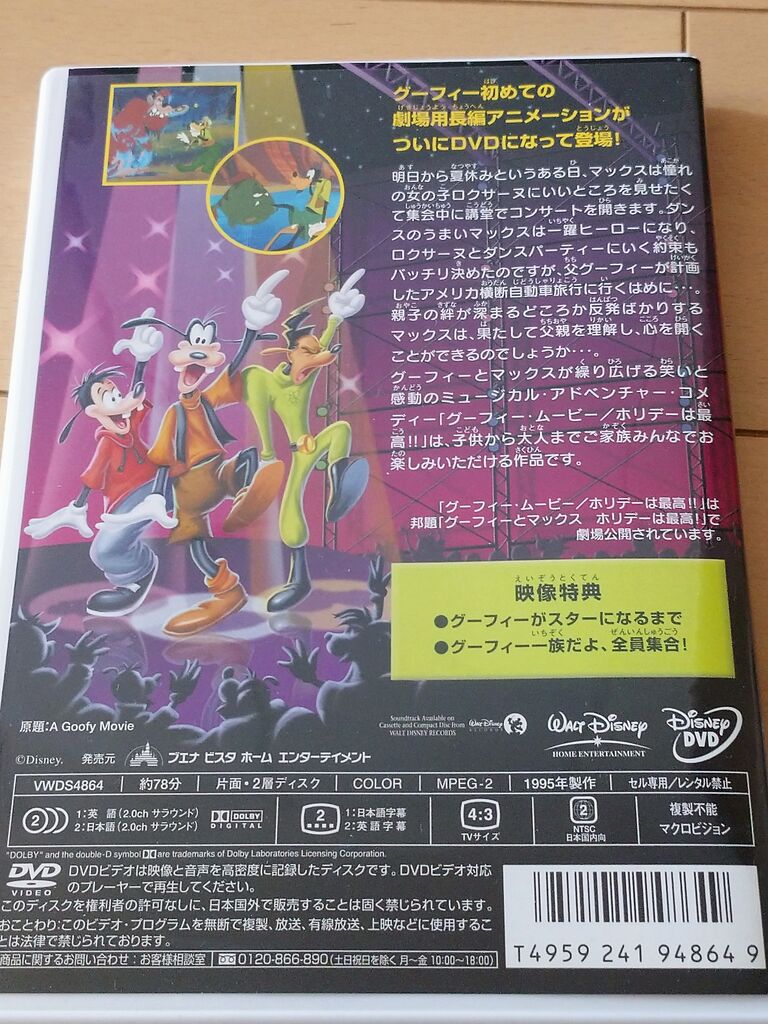 グーフィー初めての
劇場用長編アニメーションが
ついにDVDになって登場!
明日から夏休みというある日、マックスは憧れ
の女の子ロクサーヌにいいところを見せたく
て集会中に講堂でコンサートを開きます。ダン
スのうまいマックスは一躍ヒーローになり、
ロクサーヌとダンスパーティーにいく約束も
バッチリ決めたのですが、父グーフィーが計画
したアメリカ横断自動車旅行に行くはめに・・・。
親子の絆が深まるどころか反発ばかりする
マックスは、果たして父親を理解し、心を開く
ことができるのでしょうか・・・。
グーフィーとマックスが繰り広げる笑いと
感動のミュージカル・アドベンチャー・コメ
ディー「グーフィー・ムービー/ホリデーは最
高!!」は、子供から大人までご家族みんなでお
楽しみいただける作品です。
「グーフィー・ムービー/ホリデーは最高!!」は
邦題「グーフィーとマックス ホリデーは最高!!」で
劇場公開されています。
えいぞうとくてん
映像特典
●グーフィーがスターになるまで
いちぞく ぜんいんしゅうごう
●グーフィー一族だよ、全員集合!
原題:A Goofy Movie
Soundtrack Available on
Cassette and Compact Disc from
WALT DISNEY RECORDS
Walt Disney
RECORDS
WALT DISNEY
HOME ENTERTAINMENT
DISNEY
DVD
©Disney. 発売元 ブエナ ビスタ ホーム エンターテイメント
VWDS4864 約78分 片面・2層ディスク COLOR MPEG-2 1995年製作 セル専用/レンタル禁止
2 1:英 語(2.0ch サラウンド)
2:日本語(2.0ch サラウンド)
DOLBY
DIGITAL
2 1:日本語字幕
2:英語字幕
4:3
TVサイズ
2
NTSC
日本国内向
複製不能
マクロビジョン
"DOLBY" and the double-D symbol are trademarks of Dolby Laboratories Licensing Corporation.
DVD
VIDEO
DVDビデオは映像と音声を高密度に記録したディスクです。DVDビデオ対応
のプレーヤーで再生してください。
このディスクを権利者の許可なしに、日本国外で販売することは固く禁じられています。
おことわり:このビデオ・プログラムを無断で複製、放送、有線放送、上映などに使用するこ
とは法律で禁じられております。
商品に関するお問い合わせ:お客様相談室 0120-866-890(土日祝日を除く 月〜金 10:00〜18:00)
T4959 241 94864 9